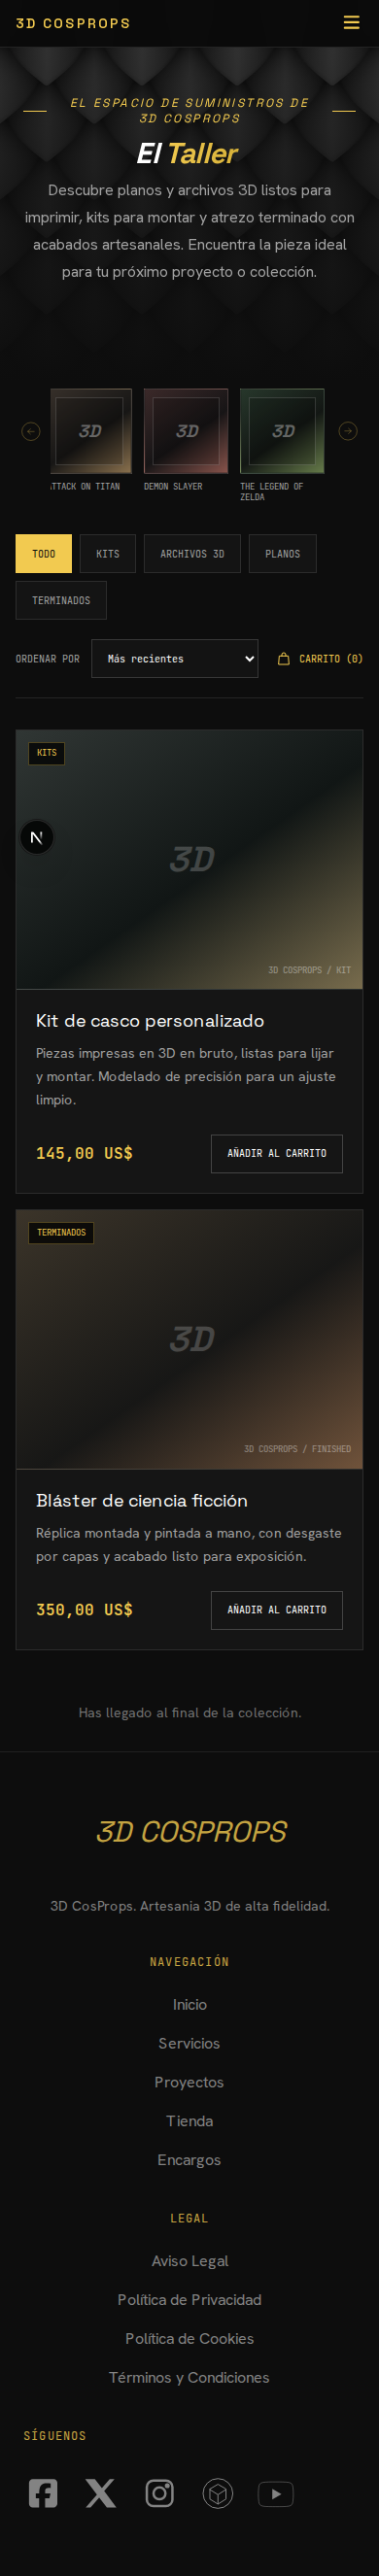 3D COSPROPS
EL ESPACIO DE SUMINISTROS DE
3D COSPROPS
El Taller
Descubre planos y archivos 3D listos para
imprimir, kits para montar y atrezo terminado con
acabados artesanales. Encuentra la pieza ideal
para tu próximo proyecto o colección.
3D
3D
3D
TTACK ON TITAN
DEMON SLAYER
THE LEGEND OF
ZELDA
TODO
KITS
ARCHIVOS 3D
PLANOS
TERMINADOS
ORDENAR POR
Más recientes
CARRITO (0)
KITS
N
3D
3D COSPROPS / KIT
Kit de casco personalizado
Piezas impresas en 3D en bruto, listas para lijar
y montar. Modelado de precisión para un ajuste
limpio.
145,00 US$
AÑADIR AL CARRITO
TERMINADOS
3D
3D COSPROPS / FINISHED
Bláster de ciencia ficción
Réplica montada y pintada a mano, con desgaste
por capas y acabado listo para exposición.
350,00 US$
AÑADIR AL CARRITO
Has llegado al final de la colección.
3D COSPROPS
3D CosProps. Artesania 3D de alta fidelidad.
NAVEGACIÓN
Inicio
Servicios
Proyectos
Tienda
Encargos
LEGAL
Aviso Legal
Política de Privacidad
Política de Cookies
Términos y Condiciones
SÍGUENOS